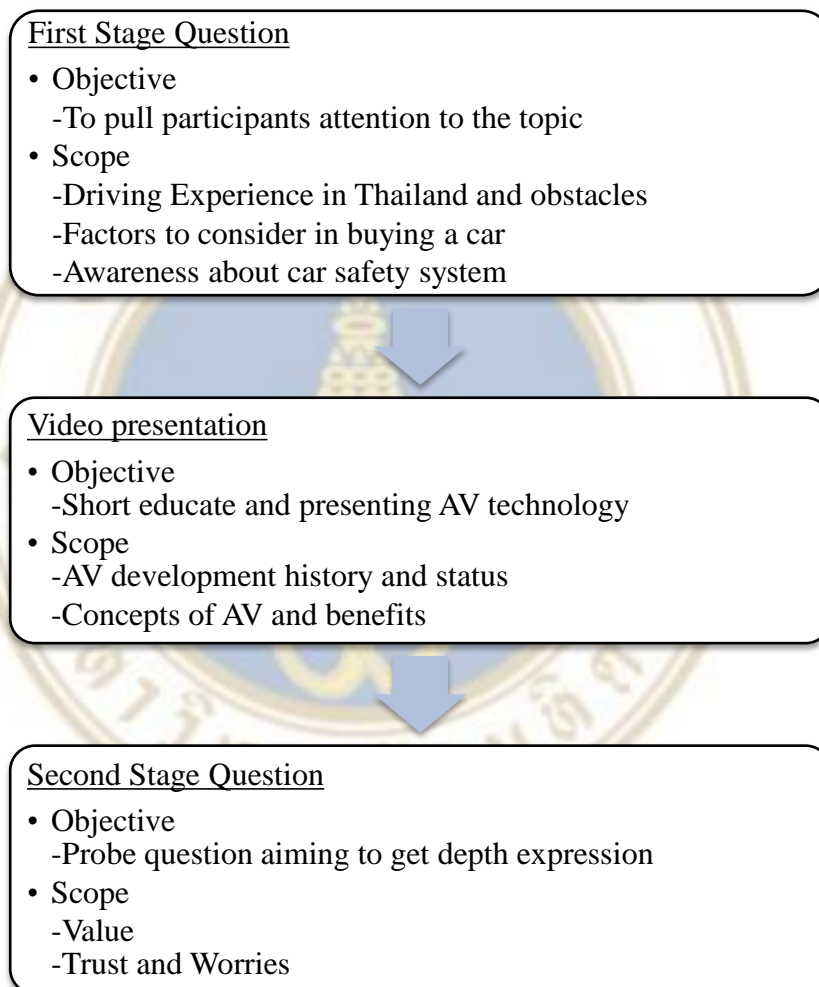 First Stage Question
• Objective
-To pull participants attention to the topic
• Scope
-Driving Experience in Thailand and obstacles
-Factors to consider in buying a car
-Awareness about car safety system
Video presentation
• Objective
-Short educate and presenting AV technology
• Scope
-AV development history and status
-Concepts of AV and benefits
Second Stage Question
• Objective
-Probe question aiming to get depth expression
• Scope
-Value
-Trust and Worries